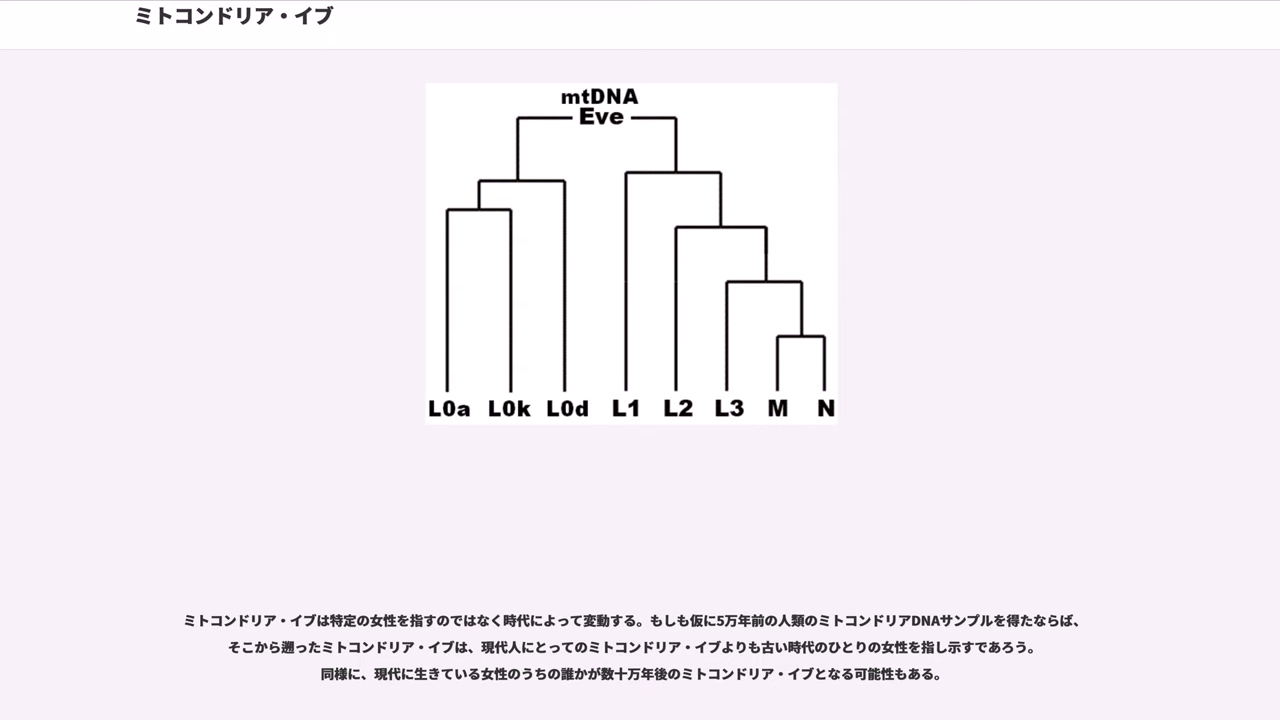 ミトコンドリア・イブ
mtDNA
Eve
L0a L0k L0d L1 L2 L3 M N
ミトコンドリア・イブは特定の女性を指すのではなく時代によって変動する。もしも仮に5万年前の人類のミトコンドリアDNAサンプルを得たならば、
そこから遡ったミトコンドリア・イブは、現代人にとってのミトコンドリア・イブよりも古い時代のひとりの女性を指し示すであろう。
同様に、現代に生きている女性のうちの誰かが数十万年後のミトコンドリア・イブとなる可能性もある。